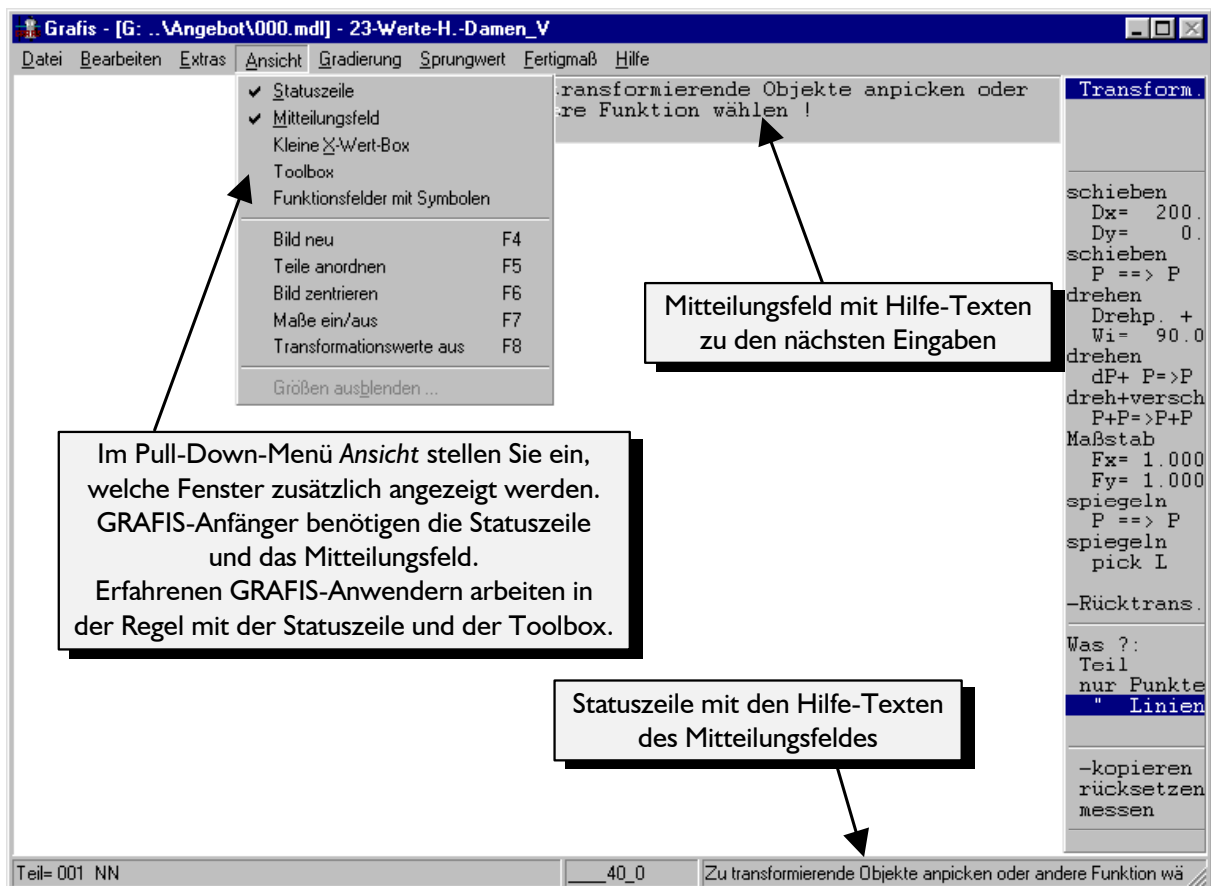 Grafis - [G: ..\Angebot\000.mdl] - 23-Werte-H.-Damen_V
Datei Bearbeiten Extras Ansicht Gradierung Sprungwert Fertigmaß Hilfe
✔ Statuszeile
✔ Mitteilungsfeld
Kleine X-Wert-Box
Toolbox
Funktionsfelder mit Symbolen
Bild neu F4
Teile anordnen F5
Bild zentrieren F6
Maße ein/aus F7
Transformationswerte aus F8
Größen ausblenden ...
transformierende Objekte anpicken oder
re Funktion wählen !
Mitteilungsfeld mit Hilfe-Texten
zu den nächsten Eingaben
Im Pull-Down-Menü Ansicht stellen Sie ein,
welche Fenster zusätzlich angezeigt werden.
GRAFIS-Anfänger benötigen die Statuszeile
und das Mitteilungsfeld.
Erfahrenen GRAFIS-Anwendern arbeiten in
der Regel mit der Statuszeile und der Toolbox.
Statuszeile mit den Hilfe-Texten
des Mitteilungsfeldes
Transform.
schieben
Dx= 200.
Dy= 0.
schieben
P ==> P
drehen
Drehp. +
Wi= 90.0
drehen
dP+ P=>P
dreh+versch
P+P=>P+P
Maßstab
Fx= 1.000
Fy= 1.000
spiegeln
P ==> P
spiegeln
pick L
-Rücktrans.
Was ?:
Teil
nur Punkte
" Linien
-kopieren
rücksetzen
messen
Teil= 001 NN
____40_0
Zu transformierende Objekte anpicken oder andere Funktion wä